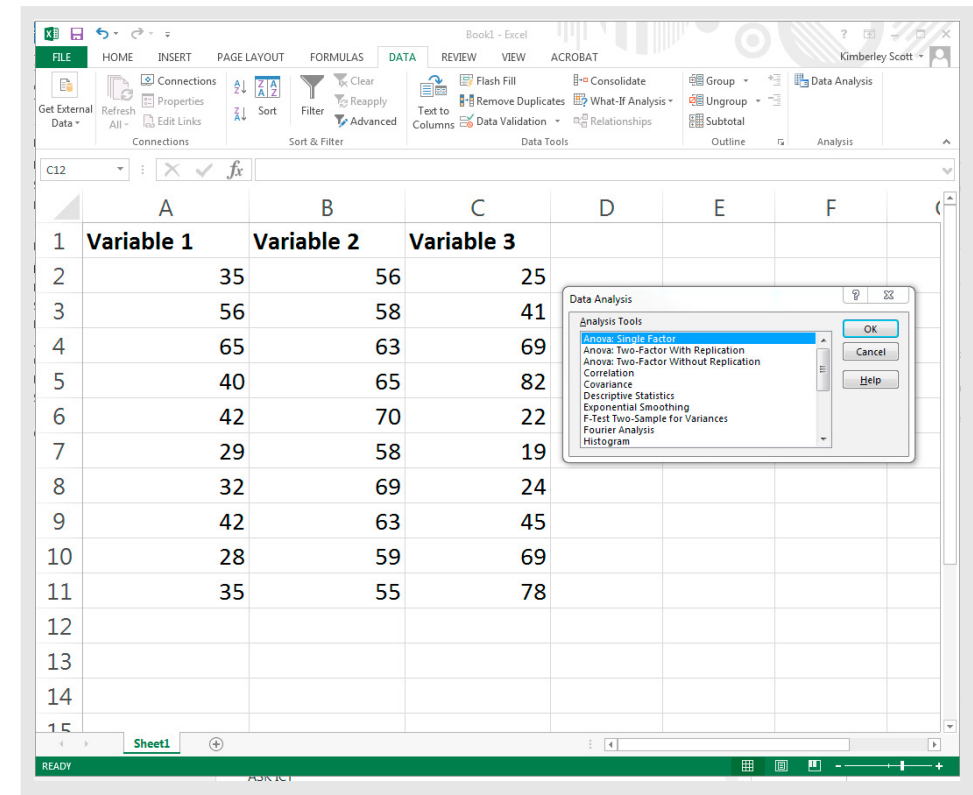 Book1 - Excel
FILE HOME INSERT PAGE LAYOUT FORMULAS DATA REVIEW VIEW ACROBAT Kimberley Scott
Get External Data
Refresh All
Connections
Properties
Edit Links
Connections
Sort
Filter
Clear
Reapply
Advanced
Sort & Filter
Text to Columns
Flash Fill
Remove Duplicates
Data Validation
Consolidate
What-If Analysis
Relationships
Data Tools
Group
Ungroup
Subtotal
Outline
Data Analysis
Analysis
C12 fx
A B C D E F
1 Variable 1 Variable 2 Variable 3
2 35 56 25
3 56 58 41
4 65 63 69
5 40 65 82
6 42 70 22
7 29 58 19
8 32 69 24
9 42 63 45
10 28 59 69
11 35 55 78
12
13
14
15
Data Analysis
Analysis Tools
Anova: Single Factor
Anova: Two-Factor With Replication
Anova: Two-Factor Without Replication
Correlation
Covariance
Descriptive Statistics
Exponential Smoothing
F-Test Two-Sample for Variances
Fourier Analysis
Histogram
OK
Cancel
Help
Sheet1
READY
ASK ICT